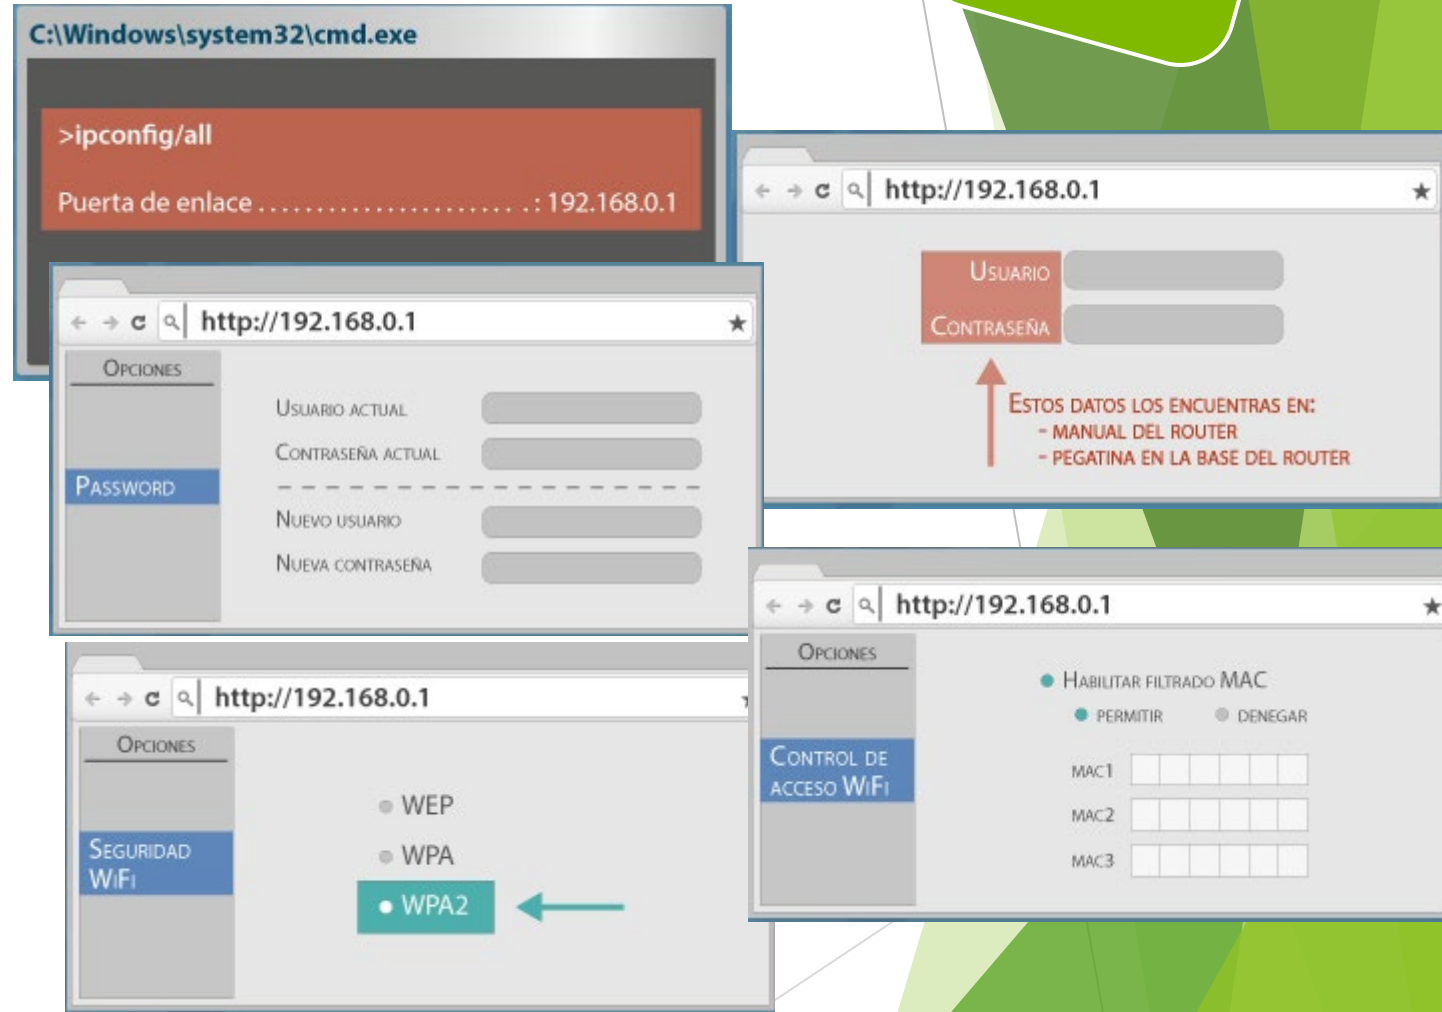 C:\Windows\system32\cmd.exe
>ipconfig/all
Puerta de enlace . . . . . . . . . . . . . . . . . . . . . . . . : 192.168.0.1
http://192.168.0.1
Usuario
Contraseña
Estos datos los encuentras en:
- manual del router
- pegatina en la base del router
http://192.168.0.1
Opciones
Password
Usuario actual
Contraseña actual
Nuevo usuario
Nueva contraseña
http://192.168.0.1
Opciones
Control de
acceso WiFi
Habilitar filtrado MAC
permitir denegar
mac1
mac2
mac3
http://192.168.0.1
Opciones
Seguridad
WiFi
WEP
WPA
WPA2